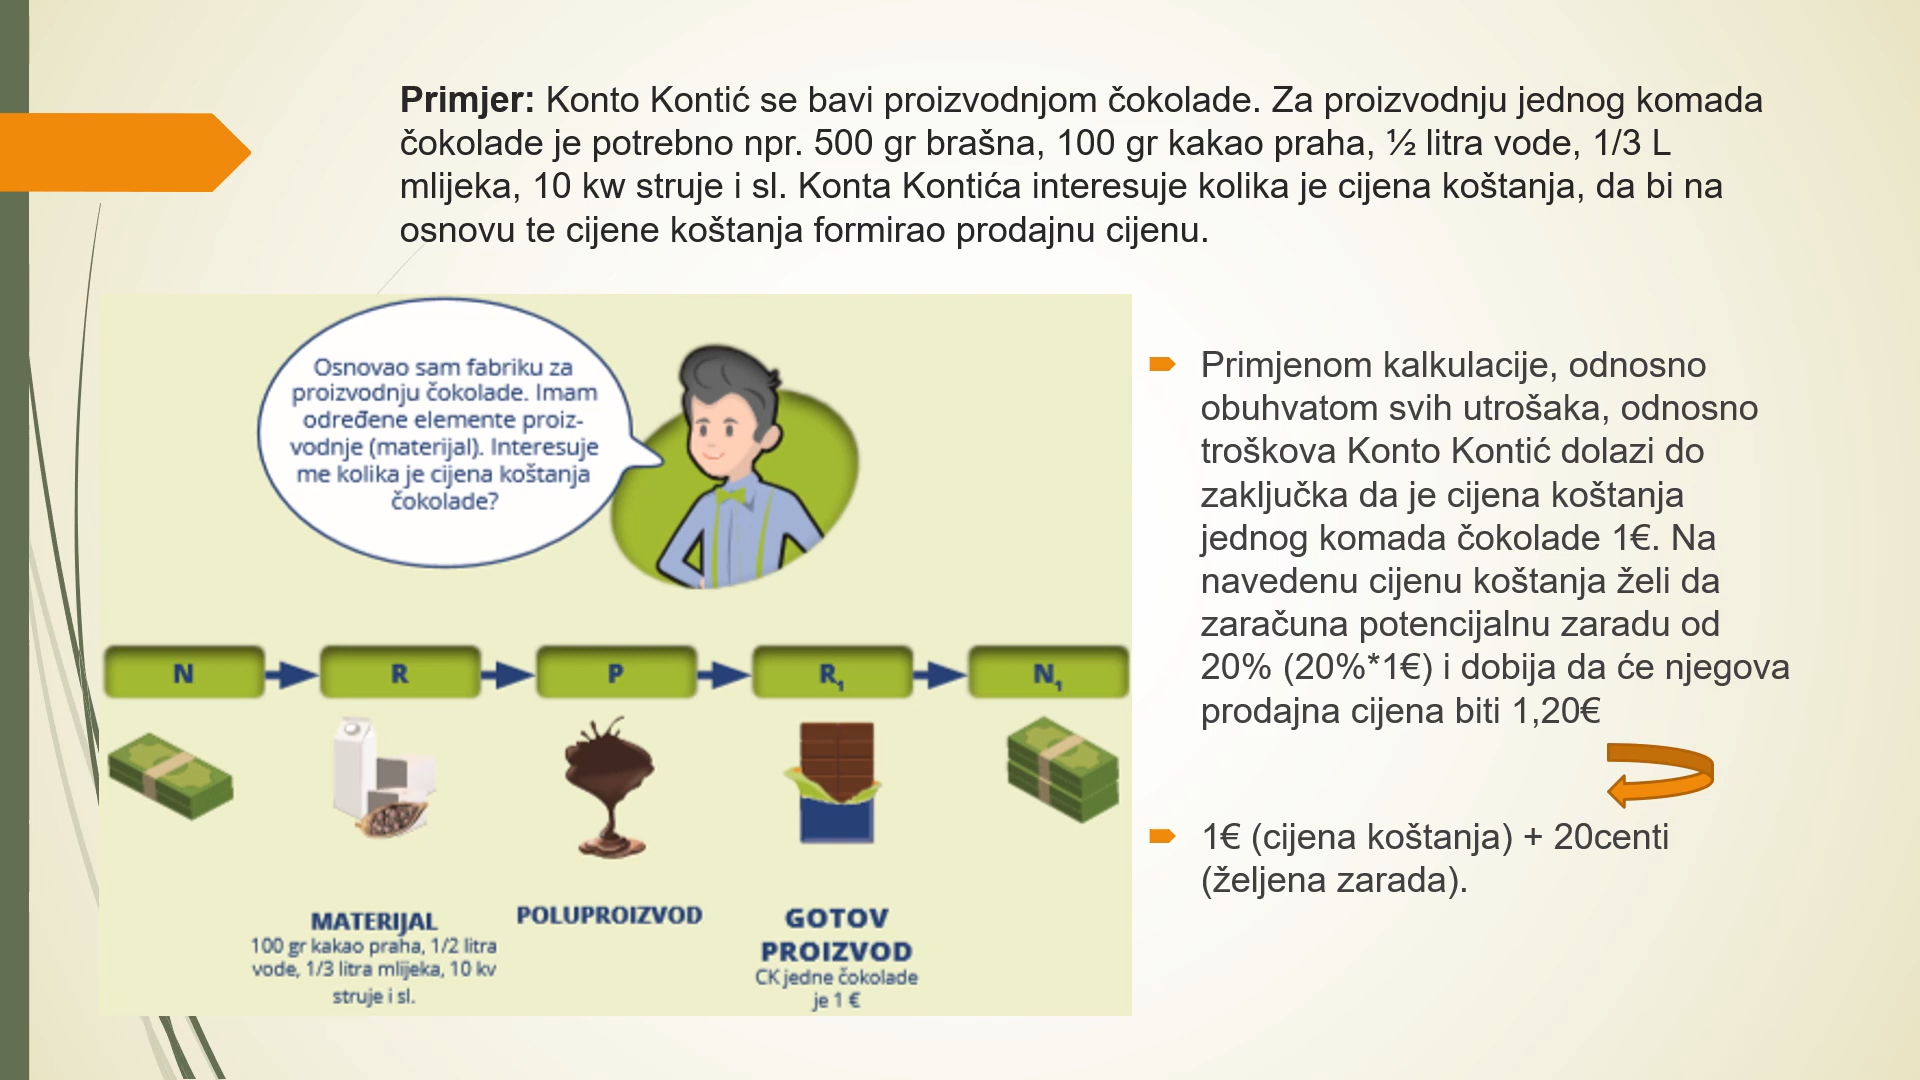 Primjer: Konto Kontić se bavi proizvodnjom čokolade. Za proizvodnju jednog komada
čokolade je potrebno npr. 500 gr brašna, 100 gr kakao praha, ½ litra vode, 1/3 L
mlijeka, 10 kw struje i sl. Konta Kontića interesuje kolika je cijena koštanja, da bi na
osnovu te cijene koštanja formirao prodajnu cijenu.
Osnovao sam fabriku za
proizvodnju čokolade. Imam
određene elemente proiz-
vodnje (materijal). Interesuje
me kolika je cijena koštanja
čokolade?
N
R
P
R₁
N₁
MATERIJAL
100 gr kakao praha, 1/2 litra
vode, 1/3 litra mlijeka, 10 kv
struje i sl.
POLUPROIZVOD
GOTOV
PROIZVOD
CK jedne čokolade
je 1 €
Primjenom kalkulacije, odnosno
obuhvatom svih utrošaka, odnosno
troškova Konto Kontić dolazi do
zaključka da je cijena koštanja
jednog komada čokolade 1€. Na
navedenu cijenu koštanja želi da
zaračuna potencijalnu zaradu od
20% (20%*1€) i dobija da će njegova
prodajna cijena biti 1,20€
1€ (cijena koštanja) + 20centi
(željena zarada).